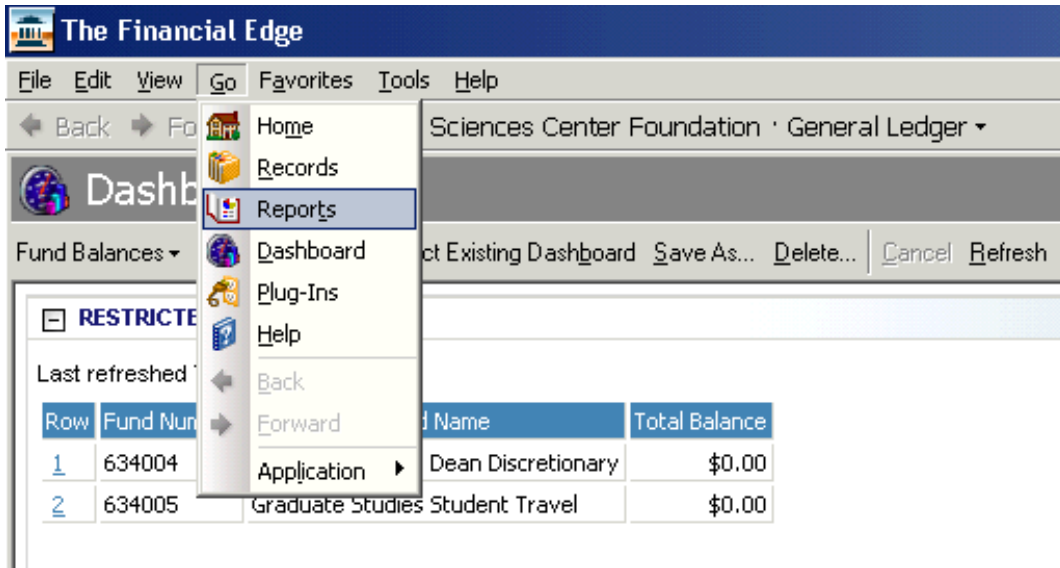 The Financial Edge
File Edit View Go Favorites Tools Help
Back Fo Sciences Center Foundation · General Ledger
Home
Records
Reports
Dashboard
Plug-Ins
Help
Back
Forward
Application
Dashb
Fund Balances ct Existing Dashboard Save As... Delete... Cancel Refresh
RESTRICTE
Last refreshed
Row Fund Num d Name Total Balance
1 634004 Dean Discretionary $0.00
2 634005 Graduate Studies Student Travel $0.00